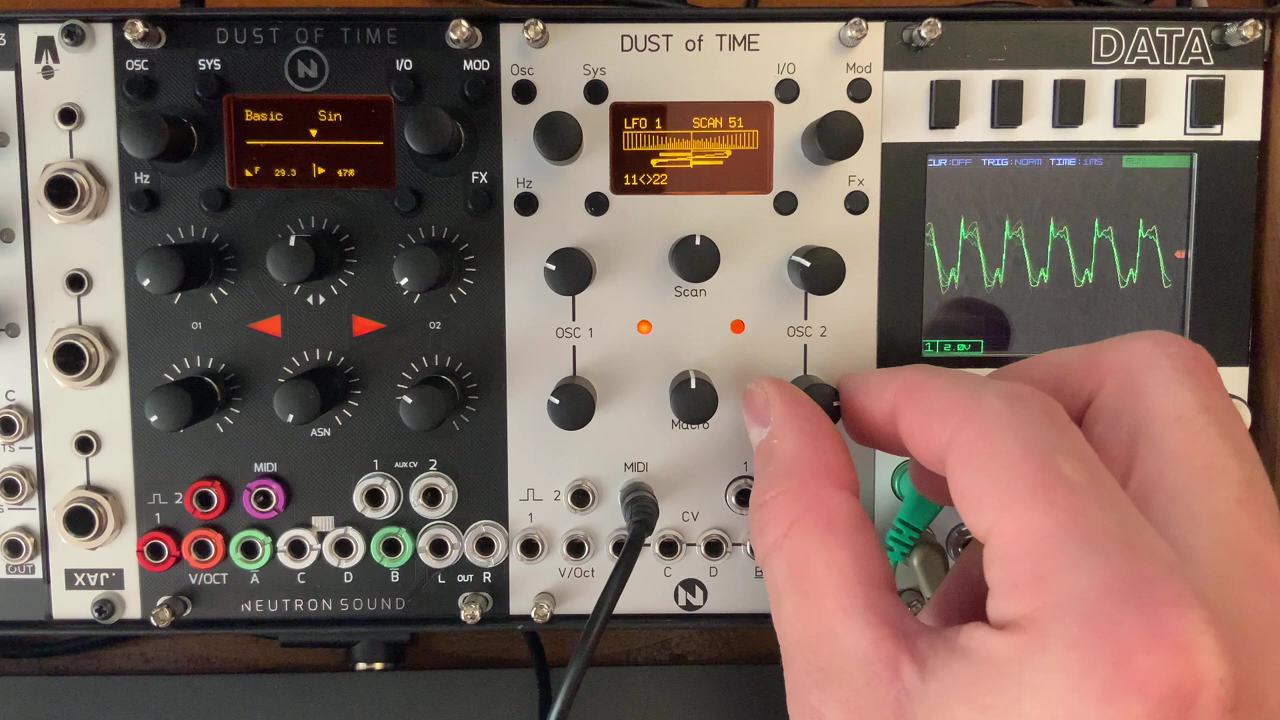 3
C
OUT
.JAX.
DUST OF TIME
N
OSC
SYS
I/O
MOD
Basic Sin
F 29.3 47%
Hz
FX
O1
O2
ASN
MIDI
1 AUX CV 2
2
1
V/OCT
A
C
D
B
L OUT R
NEUTRON SOUND
DUST of TIME
Osc
Sys
I/O
Mod
LFO 1 SCAN 51
11<>22
Hz
Fx
Scan
OSC 1
OSC 2
Macro
MIDI
2
1
1
CV
V/Oct
C
D
B
N
DATA
CUR:OFF TRIG:NORM TIME:1MS
1 2.0V